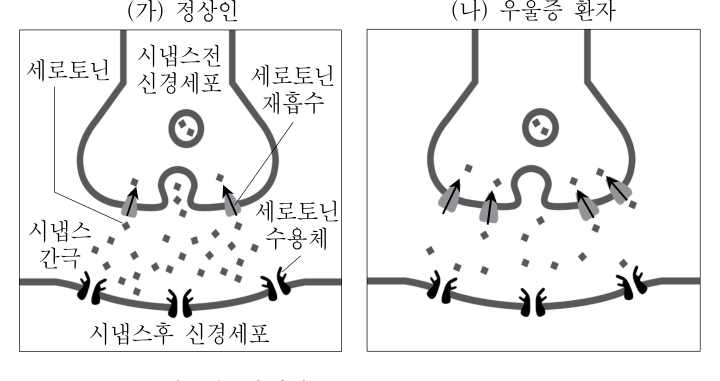 (가) 정상인
(나) 우울증 환자
세로토닌
시냅스전
신경세포
세로토닌
재흡수
시냅스
간극
세로토닌
수용체
시냅스후 신경세포